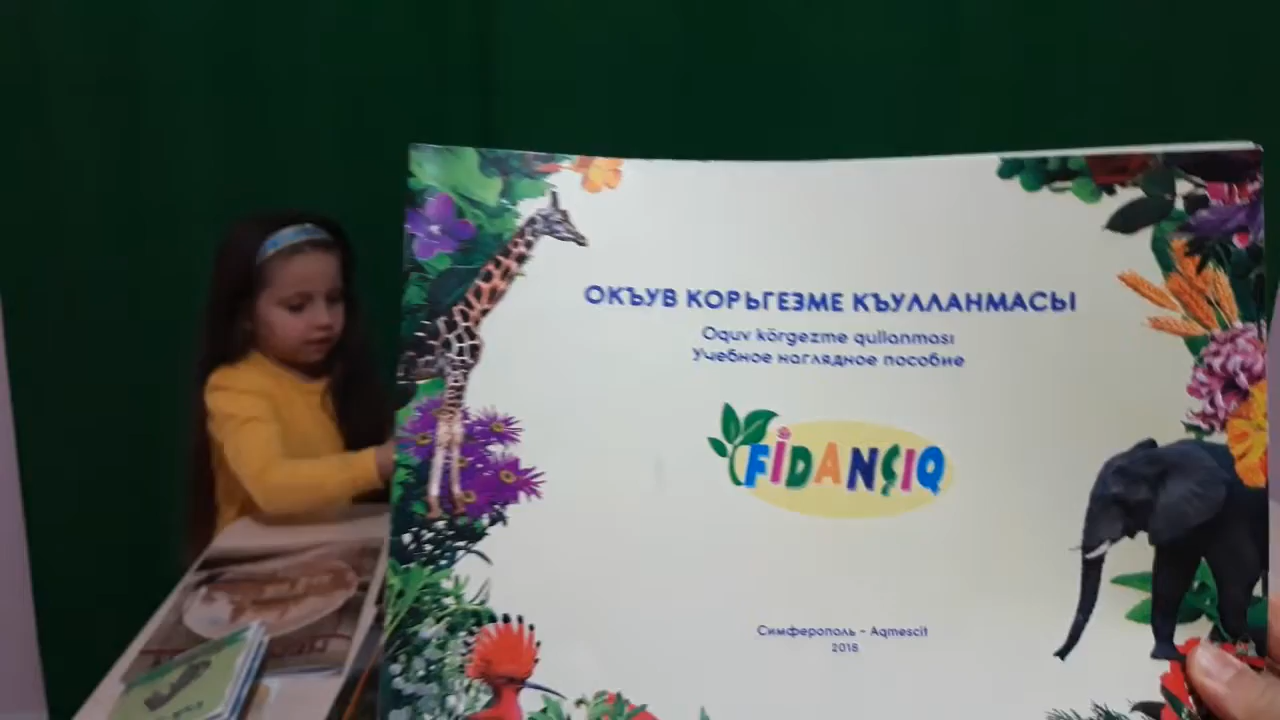 ОКЪУВ КОРЬГЕЗМЕ КЪУЛЛАНМАСЫ
Oquv körgezme qullanması
Учебное наглядное пособие
FİDANÇIQ
Симферополь - Aqmescit
2018